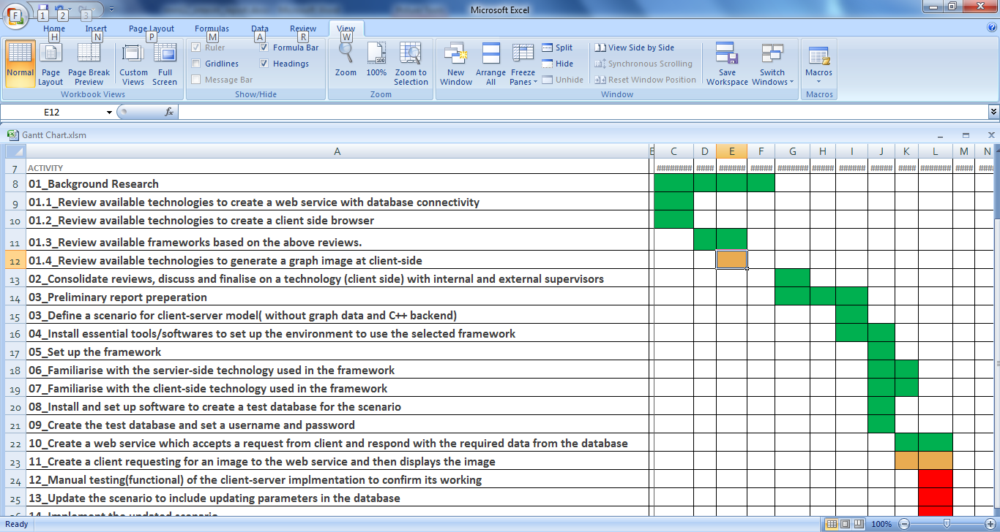 Microsoft Excel
F 1 2 3
Home Insert Page Layout Formulas Data Review View
H N P M A R W
Normal
Page Layout
Page Break Preview
Custom Views
Full Screen
Workbook Views
Ruler
Gridlines
Message Bar
Formula Bar
Headings
Show/Hide
Zoom
100%
Zoom to Selection
Zoom
New Window
Arrange All
Freeze Panes
Split
Hide
Unhide
View Side by Side
Synchronous Scrolling
Reset Window Position
Save Workspace
Switch Windows
Window
Macros
Macros
E12 fx
Gantt Chart.xlsm
A C D E F G H I J K L M N
7 ACTIVITY ######## #### ###### ##### ####### ##### ###### ##### #### ####### ####
8 01_Background Research
9 01.1_Review available technologies to create a web service with database connectivity
10 01.2_Review available technologies to create a client side browser
11 01.3_Review available frameworks based on the above reviews.
12 01.4_Review available technologies to generate a graph image at client-side
13 02_Consolidate reviews, discuss and finalise on a technology (client side) with internal and external supervisors
14 03_Preliminary report preperation
15 03_Define a scenario for client-server model( without graph data and C++ backend)
16 04_Install essential tools/softwares to set up the environment to use the selected framework
17 05_Set up the framework
18 06_Familiarise with the servier-side technology used in the framework
19 07_Familiarise with the client-side technology used in the framework
20 08_Install and set up software to create a test database for the scenario
21 09_Create the test database and set a username and password
22 10_Create a web service which accepts a request from client and respond with the required data from the database
23 11_Create a client requesting for an image to the web service and then displays the image
24 12_Manual testing(functional) of the client-server implmentation to confirm its working
25 13_Update the scenario to include updating parameters in the database
14_Implement the updated scenario
Ready 100%